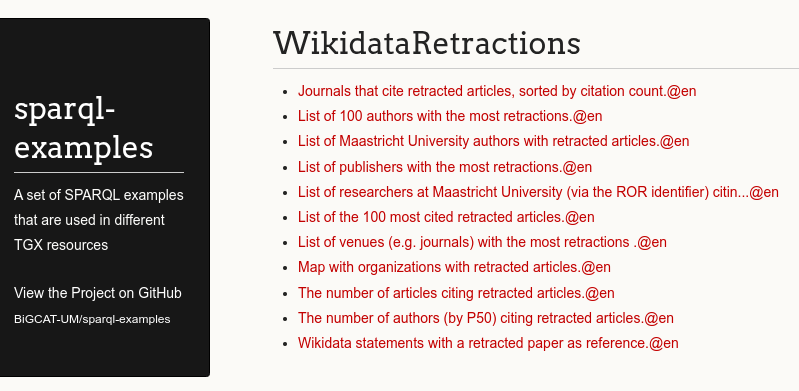 sparql-
examples
A set of SPARQL examples
that are used in different
TGX resources
View the Project on GitHub
BiGCAT-UM/sparql-examples
WikidataRetractions
Journals that cite retracted articles, sorted by citation count.@en
List of 100 authors with the most retractions.@en
List of Maastricht University authors with retracted articles.@en
List of publishers with the most retractions.@en
List of researchers at Maastricht University (via the ROR identifier) citin...@en
List of the 100 most cited retracted articles.@en
List of venues (e.g. journals) with the most retractions .@en
Map with organizations with retracted articles.@en
The number of articles citing retracted articles.@en
The number of authors (by P50) citing retracted articles.@en
Wikidata statements with a retracted paper as reference.@en